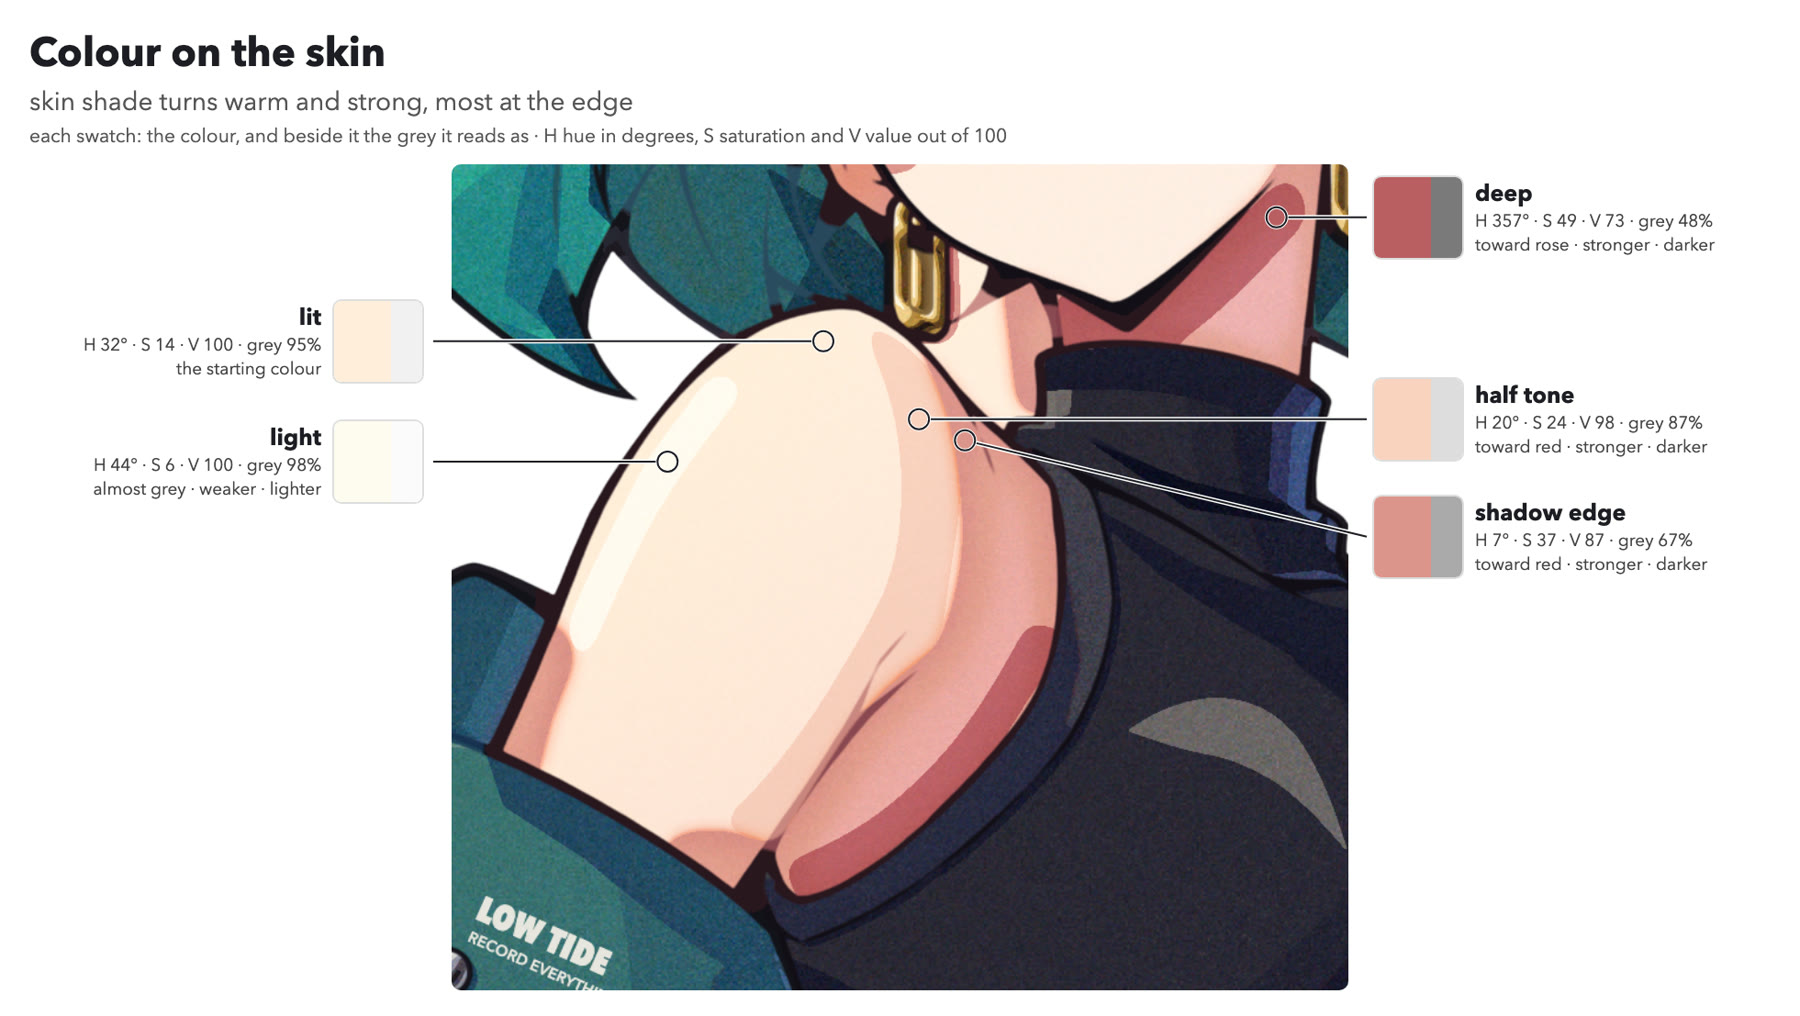 Colour on the skin
skin shade turns warm and strong, most at the edge
each swatch: the colour, and beside it the grey it reads as · H hue in degrees, S saturation and V value out of 100
lit
H 32° · S 14 · V 100 · grey 95%
the starting colour
light
H 44° · S 6 · V 100 · grey 98%
almost grey · weaker · lighter
deep
H 357° · S 49 · V 73 · grey 48%
toward rose · stronger · darker
half tone
H 20° · S 24 · V 98 · grey 87%
toward red · stronger · darker
shadow edge
H 7° · S 37 · V 87 · grey 67%
toward red · stronger · darker
LOW TIDE
RECORD